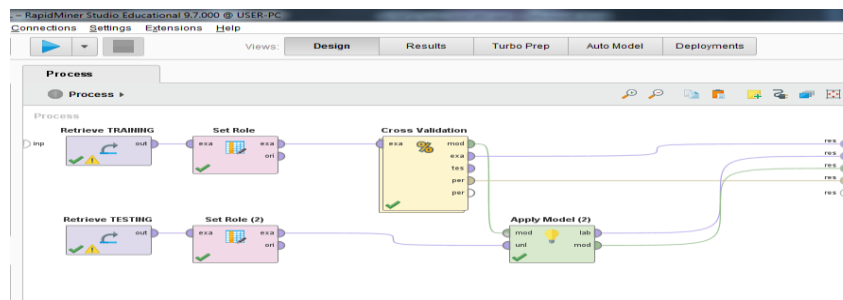 – RapidMiner Studio Educational 9.7.000 @ USER-PC
Connections Settings Extensions Help
Views: Design Results Turbo Prep Auto Model Deployments
Process
Process
Process
Retrieve TRAINING Set Role Cross Validation
inp out exa exa exa mod res
ori exa res
tes res
per res
per res
Retrieve TESTING Set Role (2) Apply Model (2)
out exa exa mod lab
ori unl mod